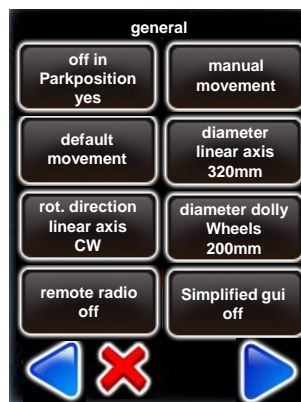 general
off in
Parkposition
yes
manual
movement
default
movement
diameter
linear axis
320mm
rot. direction
linear axis
CW
diameter dolly
Wheels
200mm
remote radio
off
Simplified gui
off